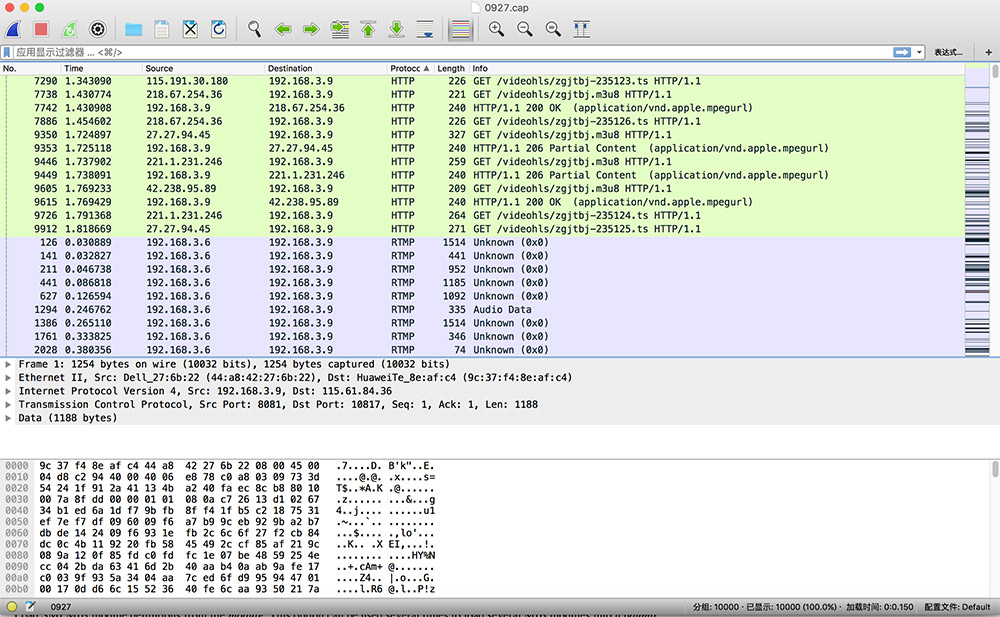 0927.cap
应用显示过滤器 … <⌘/>
表达式…
+
No. Time Source Destination Protocc Length Info
7290 1.343090 115.191.30.180 192.168.3.9 HTTP 226 GET /videohls/zgjtbj-235123.ts HTTP/1.1
7738 1.430774 218.67.254.36 192.168.3.9 HTTP 221 GET /videohls/zgjtbj.m3u8 HTTP/1.1
7742 1.430908 192.168.3.9 218.67.254.36 HTTP 240 HTTP/1.1 200 OK (application/vnd.apple.mpegurl)
7886 1.454602 218.67.254.36 192.168.3.9 HTTP 226 GET /videohls/zgjtbj-235126.ts HTTP/1.1
9350 1.724897 27.27.94.45 192.168.3.9 HTTP 327 GET /videohls/zgjtbj.m3u8 HTTP/1.1
9353 1.725118 192.168.3.9 27.27.94.45 HTTP 240 HTTP/1.1 206 Partial Content (application/vnd.apple.mpegurl)
9446 1.737902 221.1.231.246 192.168.3.9 HTTP 259 GET /videohls/zgjtbj.m3u8 HTTP/1.1
9449 1.738091 192.168.3.9 221.1.231.246 HTTP 240 HTTP/1.1 206 Partial Content (application/vnd.apple.mpegurl)
9605 1.769233 42.238.95.89 192.168.3.9 HTTP 209 GET /videohls/zgjtbj.m3u8 HTTP/1.1
9615 1.769429 192.168.3.9 42.238.95.89 HTTP 240 HTTP/1.1 200 OK (application/vnd.apple.mpegurl)
9726 1.791368 221.1.231.246 192.168.3.9 HTTP 264 GET /videohls/zgjtbj-235124.ts HTTP/1.1
9912 1.818669 27.27.94.45 192.168.3.9 HTTP 271 GET /videohls/zgjtbj-235125.ts HTTP/1.1
126 0.030889 192.168.3.6 192.168.3.9 RTMP 1514 Unknown (0x0)
141 0.032827 192.168.3.6 192.168.3.9 RTMP 441 Unknown (0x0)
211 0.046738 192.168.3.6 192.168.3.9 RTMP 952 Unknown (0x0)
441 0.086818 192.168.3.6 192.168.3.9 RTMP 1185 Unknown (0x0)
627 0.126594 192.168.3.6 192.168.3.9 RTMP 1092 Unknown (0x0)
1294 0.246762 192.168.3.6 192.168.3.9 RTMP 335 Audio Data
1386 0.265110 192.168.3.6 192.168.3.9 RTMP 1514 Unknown (0x0)
1761 0.333825 192.168.3.6 192.168.3.9 RTMP 346 Unknown (0x0)
2028 0.380356 192.168.3.6 192.168.3.9 RTMP 74 Unknown (0x0)
Frame 1: 1254 bytes on wire (10032 bits), 1254 bytes captured (10032 bits)
Ethernet II, Src: Dell_27:6b:22 (44:a8:42:27:6b:22), Dst: HuaweiTe_8e:af:c4 (9c:37:f4:8e:af:c4)
Internet Protocol Version 4, Src: 192.168.3.9, Dst: 115.61.84.36
Transmission Control Protocol, Src Port: 8081, Dst Port: 10817, Seq: 1, Ack: 1, Len: 1188
Data (1188 bytes)
0000 9c 37 f4 8e af c4 44 a8 42 27 6b 22 08 00 45 00 .7....D. B'k"..E.
0010 04 d8 c2 94 40 00 40 06 e8 78 c0 a8 03 09 73 3d ....@.@. .x....s=
0020 54 24 1f 91 2a 41 13 4b a2 40 fa ec 8c b8 80 10 T$..*A.K .@......
0030 00 7a 8f dd 00 00 01 01 08 0a c7 26 13 d1 02 67 .z...... ...&...g
0040 34 b1 ed 6a 1d f7 9b fb 8f f4 1f b5 c2 18 75 31 4..j.... ......u1
0050 ef 7e f7 df 09 60 09 f6 a7 b9 9c eb 92 9b a2 b7 .~...`.. ........
0060 db de 14 24 09 f6 93 1e fb 2c 6c 6f 27 f2 cb 84 ...$.... .,lo'...
0070 dc 0c 4b 11 92 20 fb 58 45 49 2c cf 85 af 21 9c ..K.. .X EI,...!.
0080 08 9a 12 0f 85 fd c0 fd fc 1e 07 be 48 59 25 4e ........ ....HY%N
0090 cc 04 2b da 63 41 6d 2b 40 aa b4 0a ab 9a fe 17 ..+.cAm+ @.......
00a0 c0 03 9f 93 5a 34 04 aa 7c ed 6f d9 95 94 47 01 ....Z4.. |.o...G.
00b0 00 17 0d d6 6c 15 52 36 40 fe 6c aa 93 50 21 7a ....l.R6 @.l..P!z
0927
分组: 10000 · 已显示: 10000 (100.0%) · 加载时间: 0:0.150 配置文件: Default